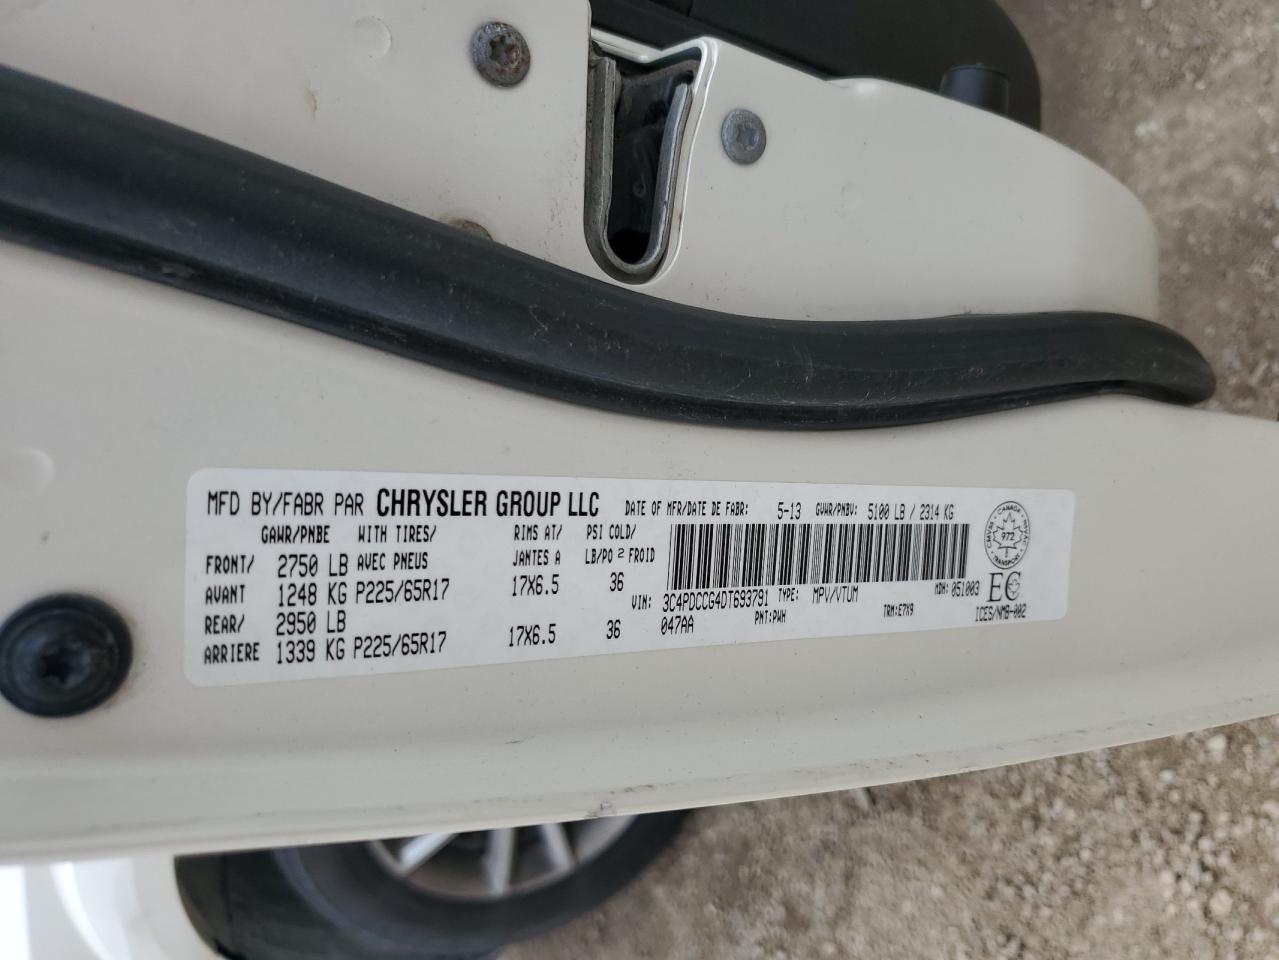 MFD BY/FABR PAR CHRYSLER GROUP LLC DATE OF MFR/DATE DE FABR: 5-13 GVWR/PNBV: 5100 LB / 2314 KG
GAWR/PNBE WITH TIRES/ RIMS AT/ PSI COLD/
FRONT/ 2750 LB AVEC PNEUS JANTES A LB/PO 2 FROID
AVANT 1248 KG P225/65R17 17X6.5 36
VIN: 3C4PDCCG4DT693791 TYPE: MPV/VTUM MDH: 051003
REAR/ 2950 LB
047AA PNT:PWH TRM:E7X9
ARRIERE 1339 KG P225/65R17 17X6.5 36
CANADA
972
TRANSPORT
EC
ICES/NMB-002